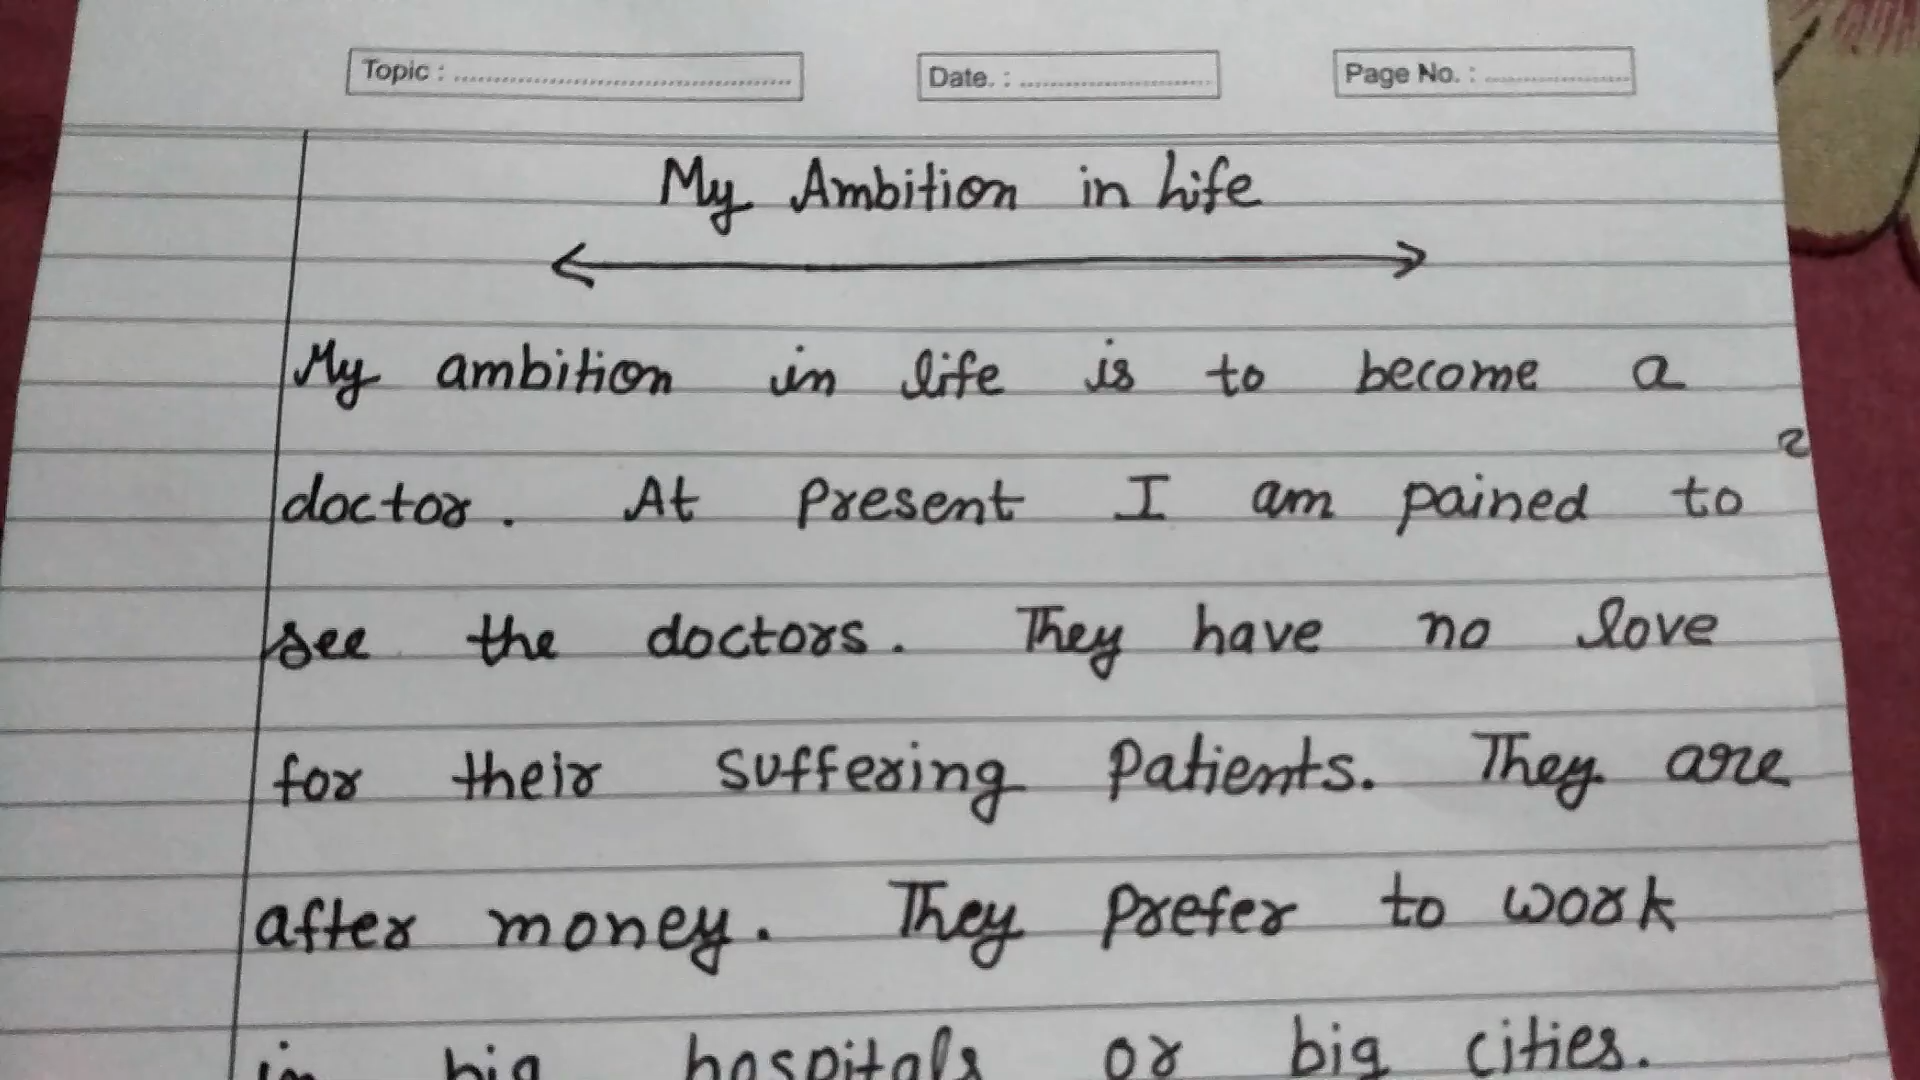 Topic : ........................................
Date. : ..........................
Page No. : ....................
My Ambition in Life
My ambition in life is to become a
doctor. At Present I am pained to
see the doctors. They have no love
for their suffering Patients. They are
after money. They Prefer to work
in big hospitals or big cities.